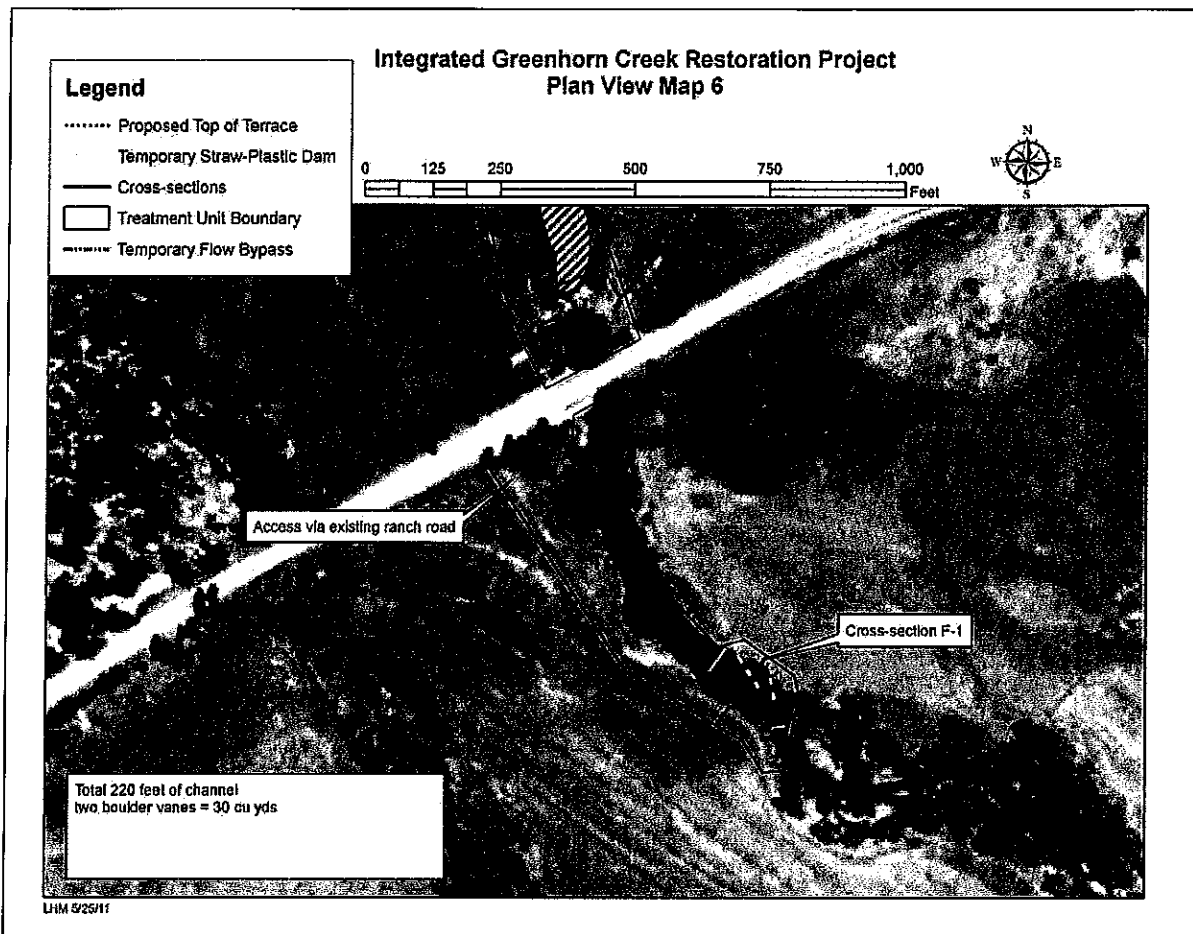 Integrated Greenhorn Creek Restoration Project
Plan View Map 6
Legend
Proposed Top of Terrace
Temporary Straw-Plastic Dam
Cross-sections
Treatment Unit Boundary
Temporary Flow Bypass
0 125 250 500 750 1,000
Feet
N
W E
S
Access via existing ranch road
Cross-section F-1
Total 220 feet of channel
two boulder vanes = 30 cu yds
LHM 5/25/11